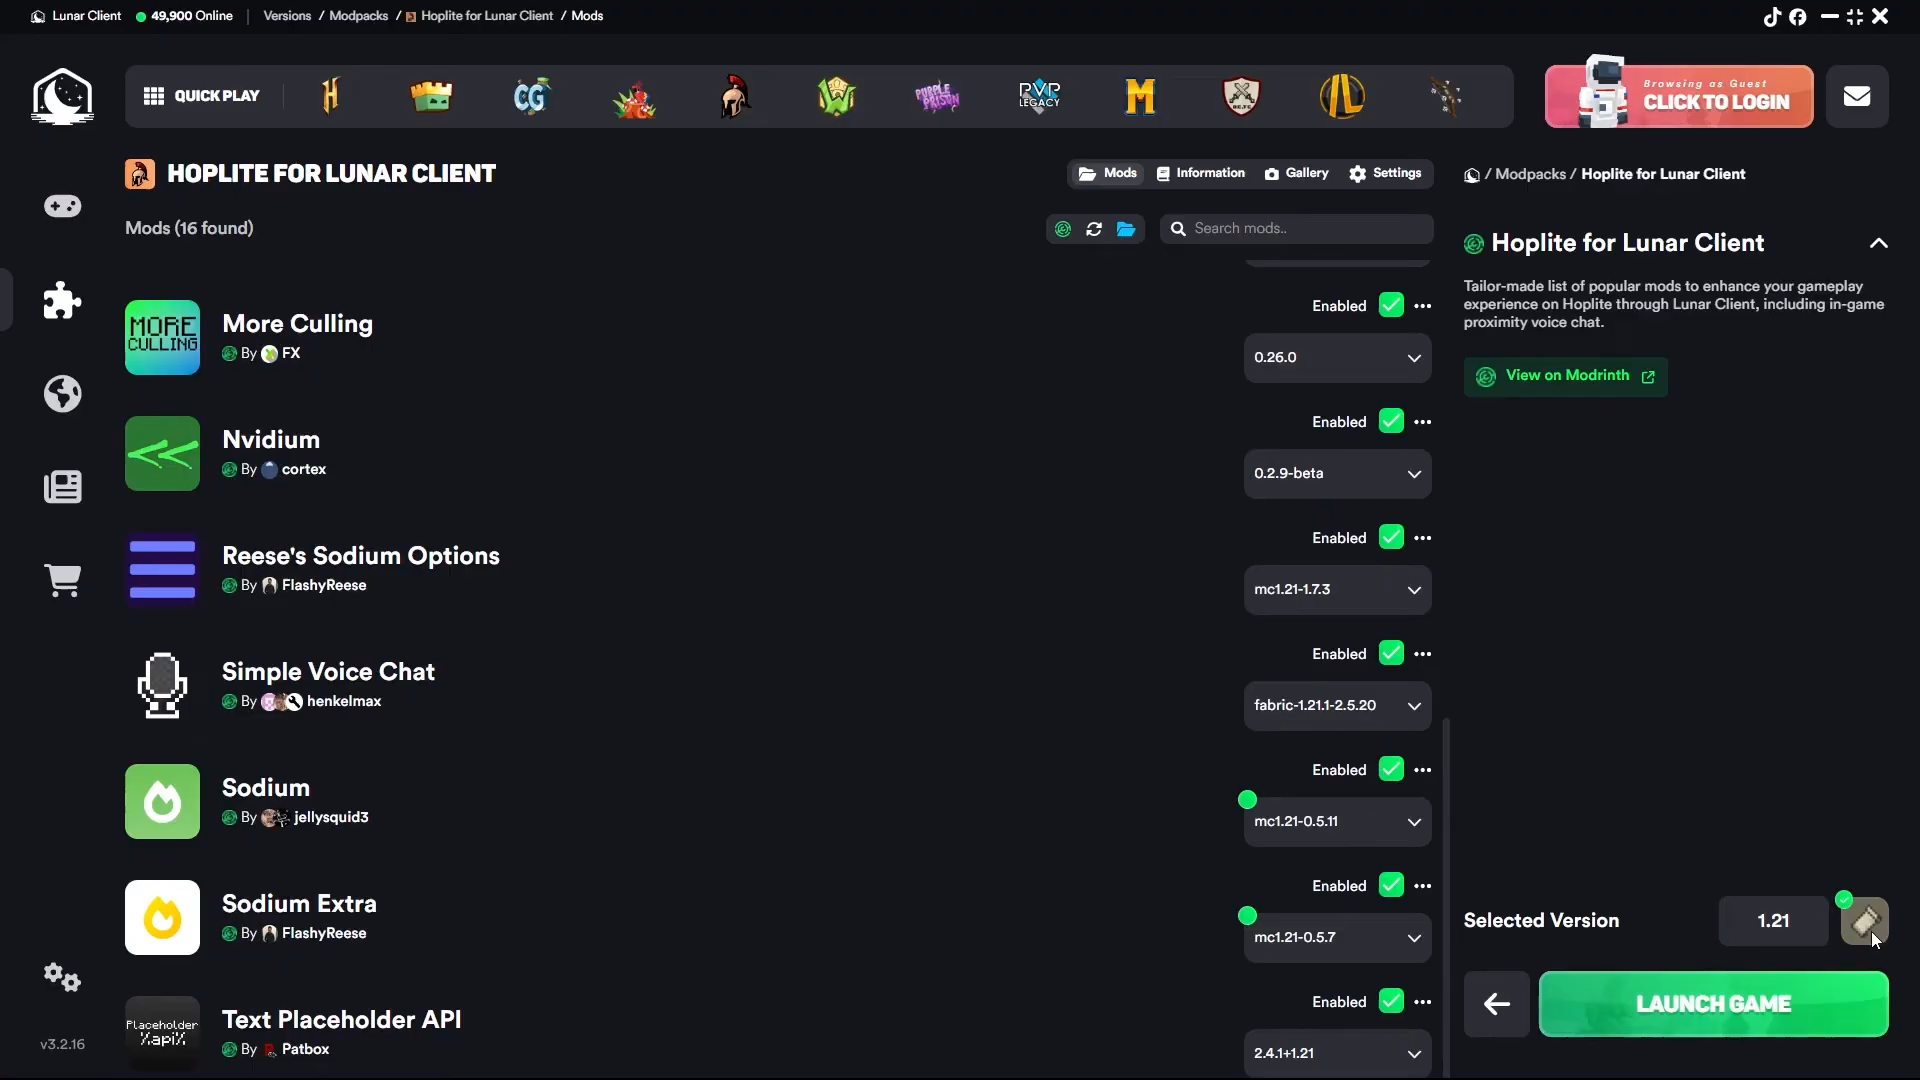 Lunar Client
49,900 Online
Versions / Modpacks / Hoplite for Lunar Client / Mods
QUICK PLAY
CG
PURPLE PRISON
PVP LEGACY
M
Browsing as Guest
CLICK TO LOGIN
HOPLITE FOR LUNAR CLIENT
Mods
Information
Gallery
Settings
Mods (16 found)
Search mods..
MORE CULLING
More Culling
By FX
Enabled
0.26.0
Nvidium
By cortex
Enabled
0.2.9-beta
Reese's Sodium Options
By FlashyReese
Enabled
mc1.21-1.7.3
Simple Voice Chat
By henkelmax
Enabled
fabric-1.21.1-2.5.20
Sodium
By jellysquid3
Enabled
mc1.21-0.5.11
Sodium Extra
By FlashyReese
Enabled
mc1.21-0.5.7
Placeholder
%api%
Text Placeholder API
By Patbox
Enabled
2.4.1+1.21
/ Modpacks / Hoplite for Lunar Client
Hoplite for Lunar Client
Tailor-made list of popular mods to enhance your gameplay
experience on Hoplite through Lunar Client, including in-game
proximity voice chat.
View on Modrinth
Selected Version
1.21
LAUNCH GAME
v3.2.16